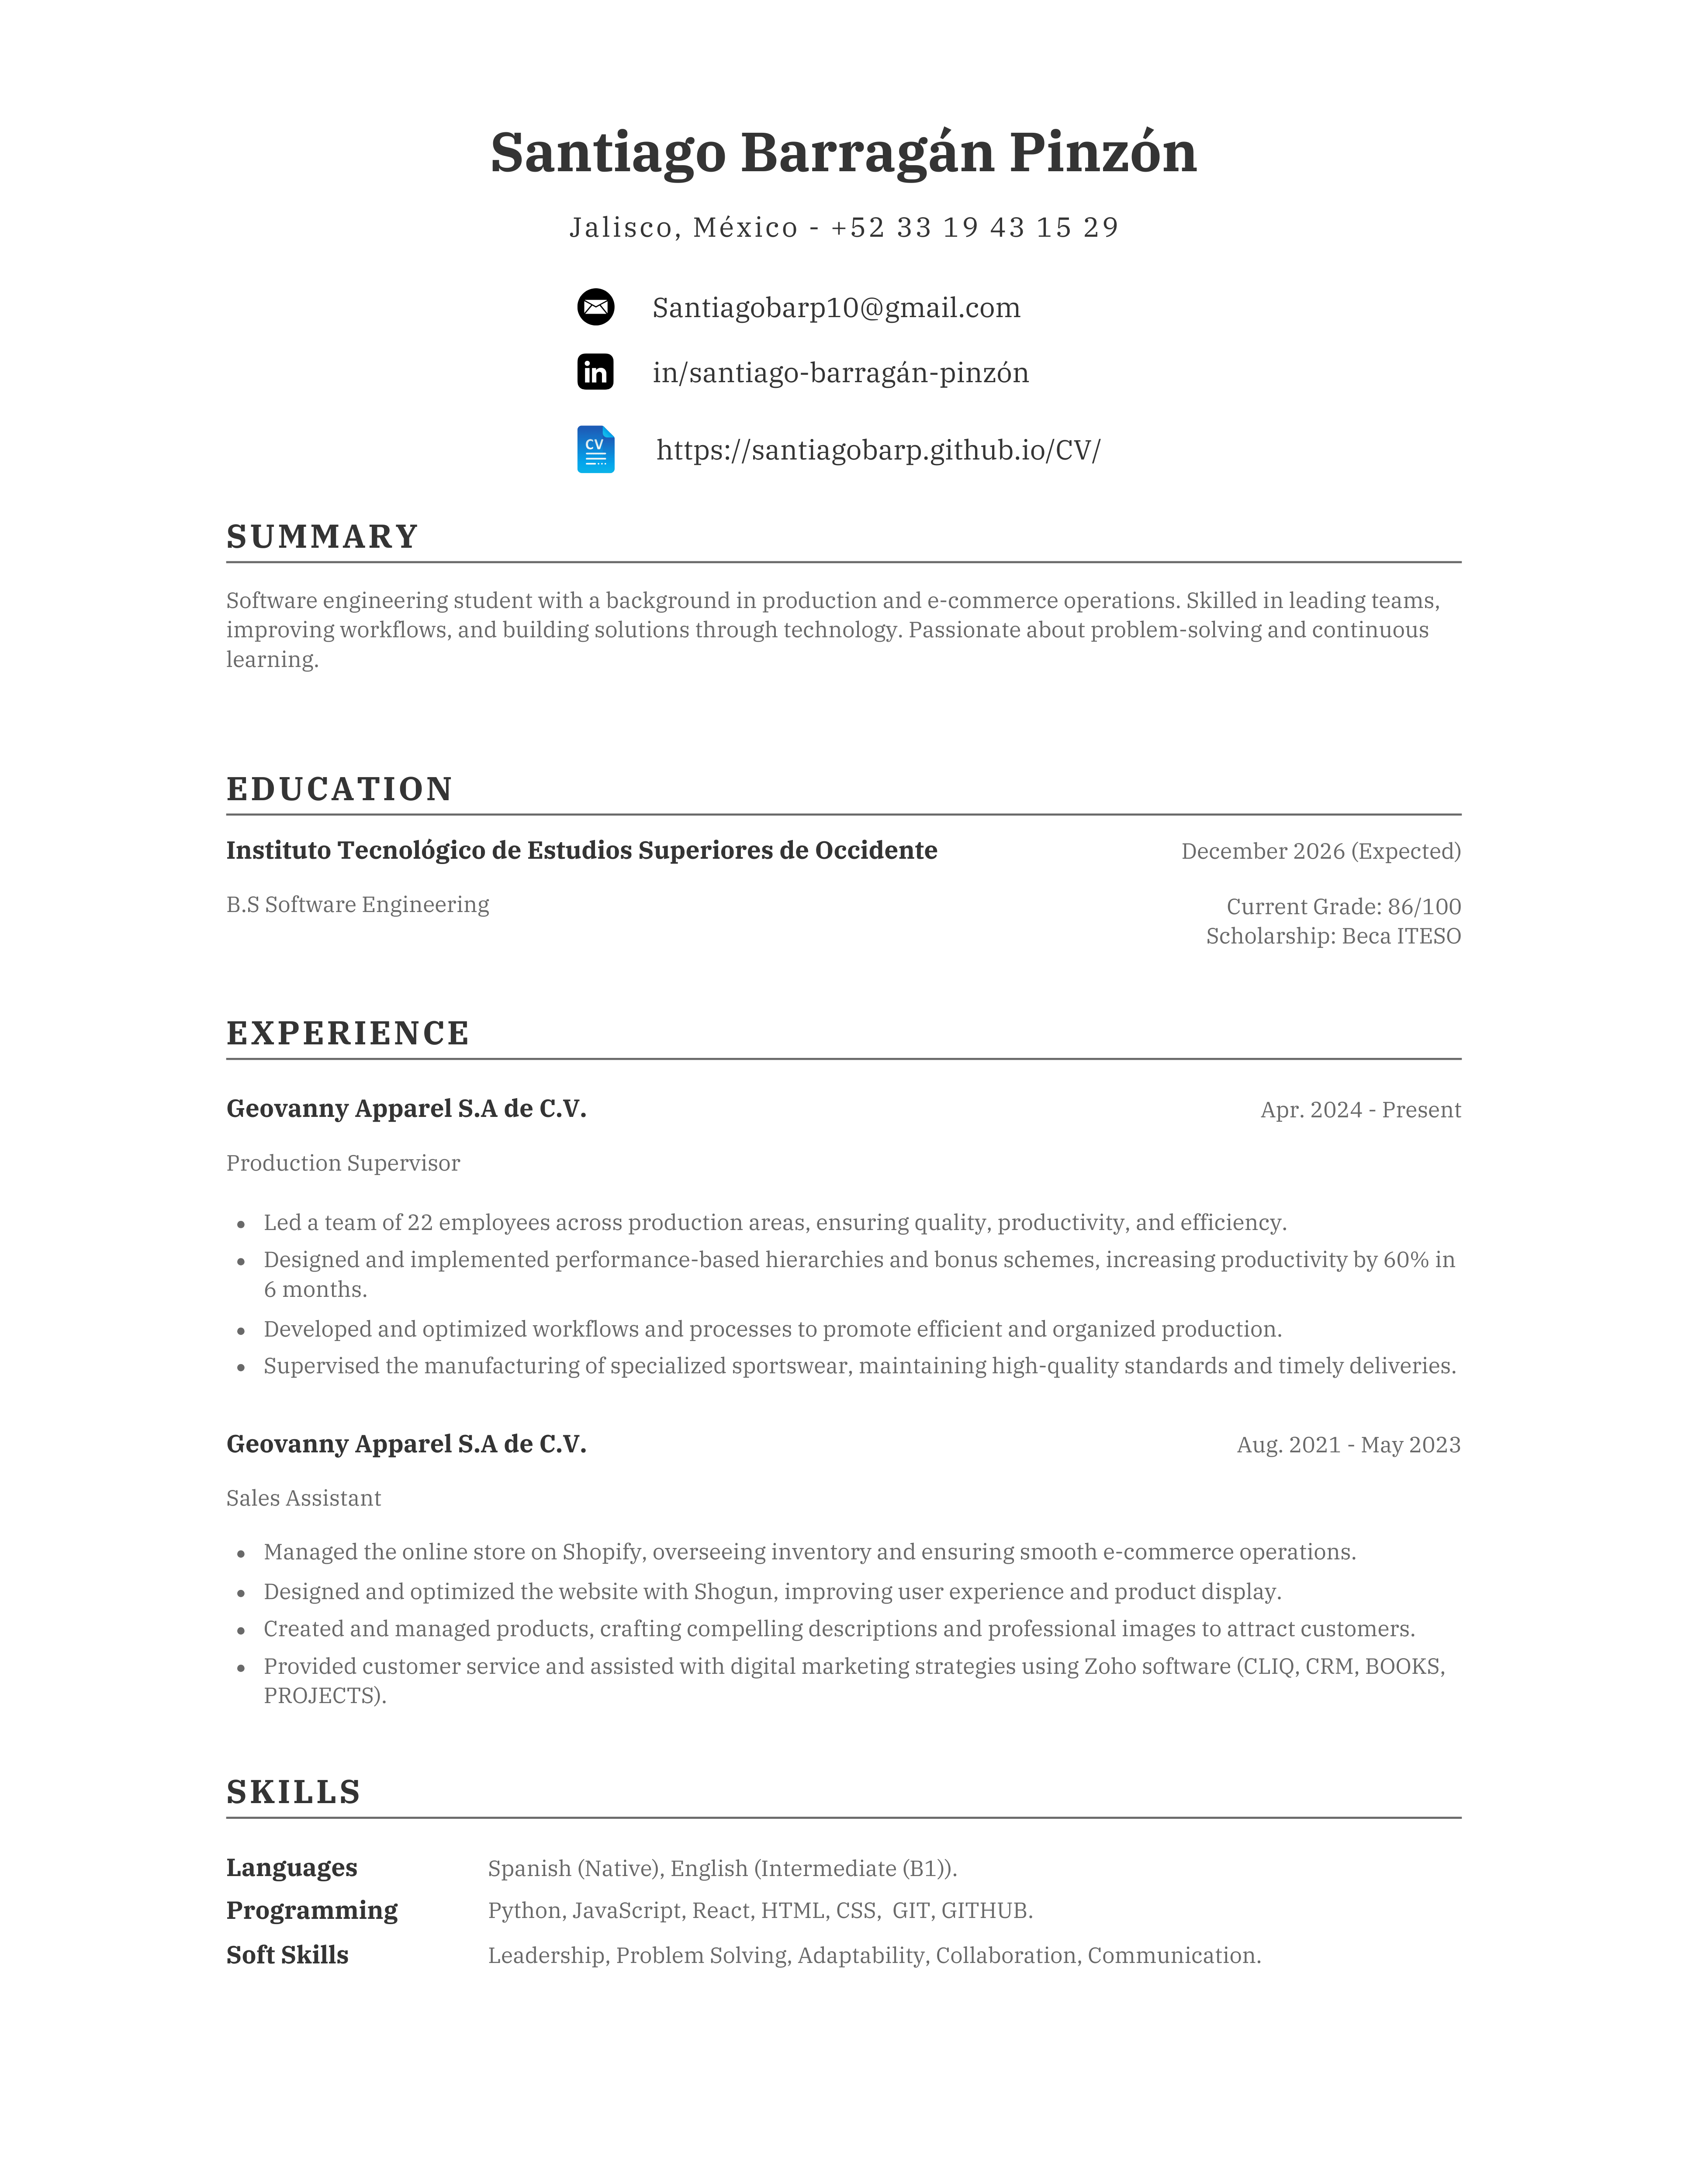 Santiago Barragán Pinzón
Jalisco, México - +52 33 19 43 15 29
Santiagobarp10@gmail.com
in
in/santiago-barragán-pinzón
CV
https://santiagobarp.github.io/CV/
SUMMARY
Software engineering student with a background in production and e-commerce operations. Skilled in leading teams,
improving workflows, and building solutions through technology. Passionate about problem-solving and continuous
learning.
EDUCATION
Instituto Tecnológico de Estudios Superiores de Occidente
December 2026 (Expected)
B.S Software Engineering
Current Grade: 86/100
Scholarship: Beca ITESO
EXPERIENCE
Geovanny Apparel S.A de C.V.
Apr. 2024 - Present
Production Supervisor
• Led a team of 22 employees across production areas, ensuring quality, productivity, and efficiency.
• Designed and implemented performance-based hierarchies and bonus schemes, increasing productivity by 60% in
6 months.
• Developed and optimized workflows and processes to promote efficient and organized production.
• Supervised the manufacturing of specialized sportswear, maintaining high-quality standards and timely deliveries.
Geovanny Apparel S.A de C.V.
Aug. 2021 - May 2023
Sales Assistant
• Managed the online store on Shopify, overseeing inventory and ensuring smooth e-commerce operations.
• Designed and optimized the website with Shogun, improving user experience and product display.
• Created and managed products, crafting compelling descriptions and professional images to attract customers.
• Provided customer service and assisted with digital marketing strategies using Zoho software (CLIQ, CRM, BOOKS,
PROJECTS).
SKILLS
Languages Spanish (Native), English (Intermediate (B1)).
Programming Python, JavaScript, React, HTML, CSS,  GIT, GITHUB.
Soft Skills Leadership, Problem Solving, Adaptability, Collaboration, Communication.